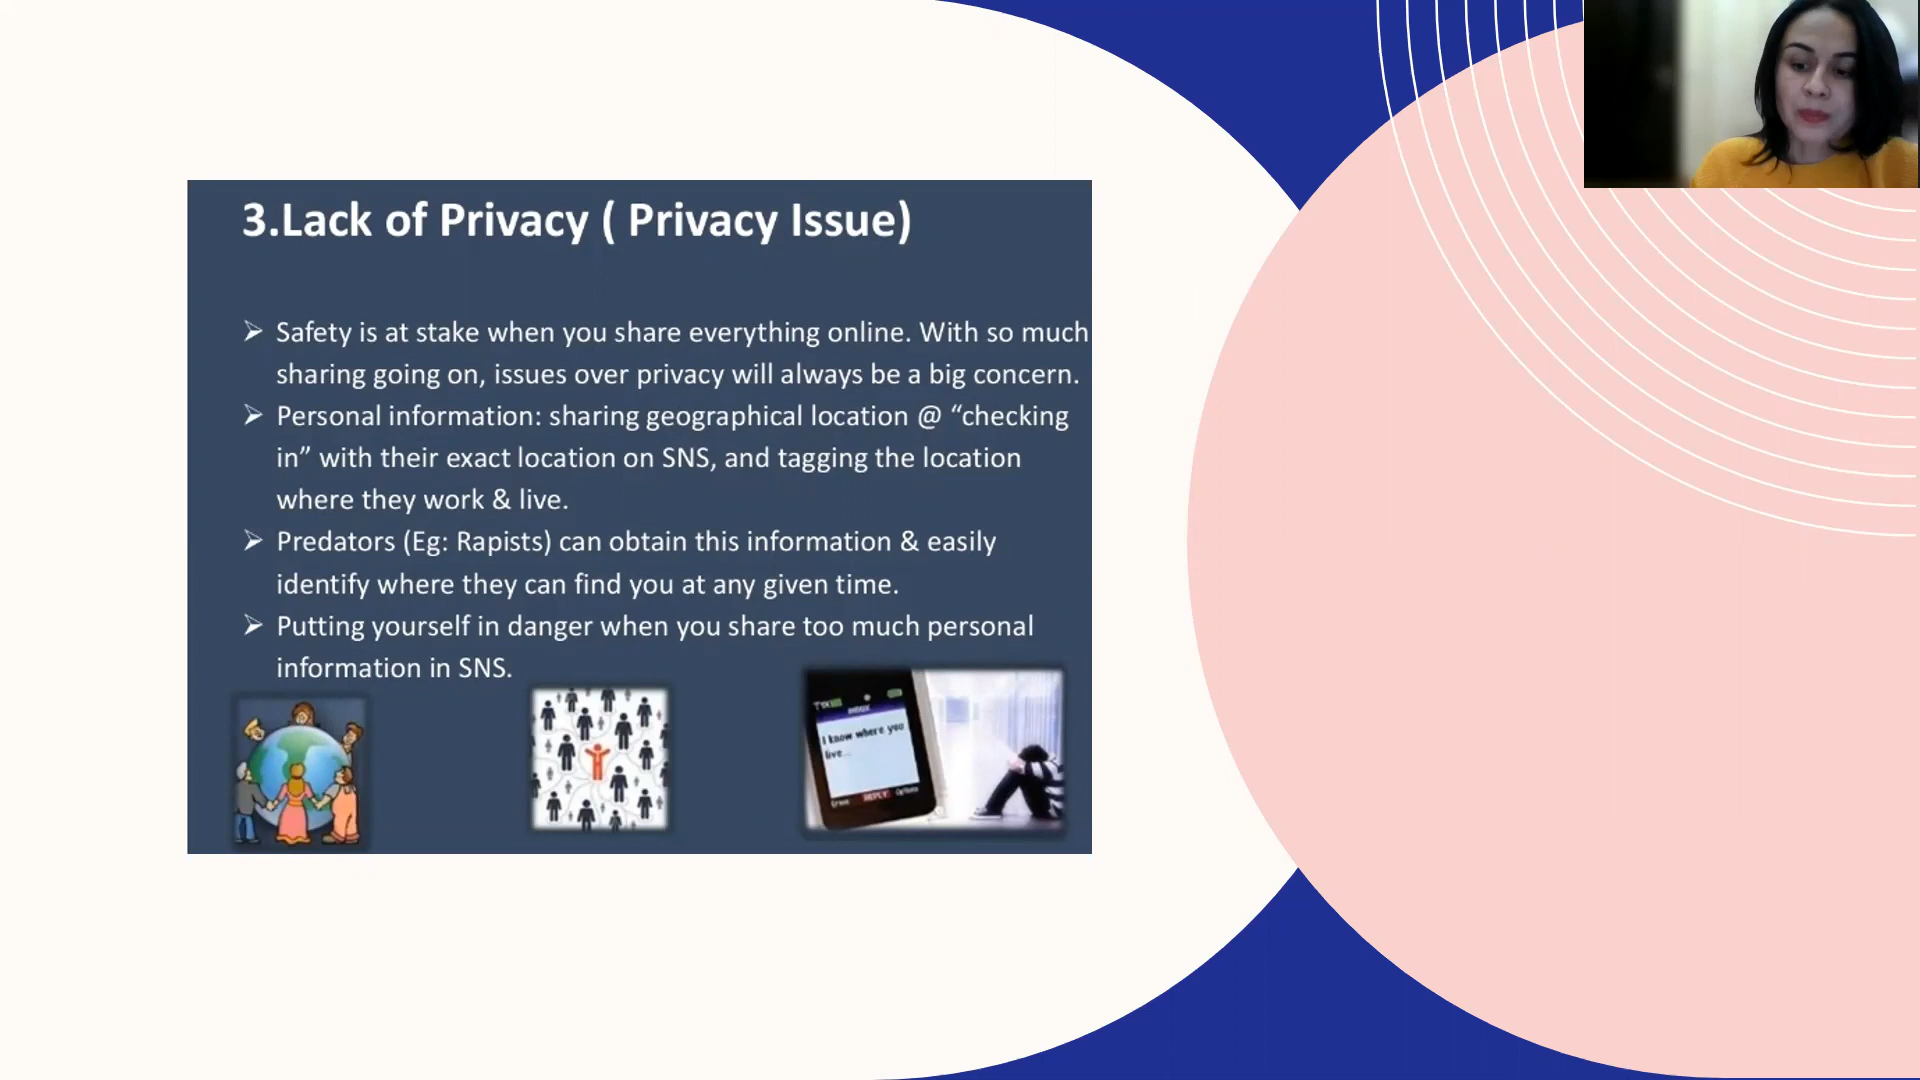 3.Lack of Privacy ( Privacy Issue)
➢ Safety is at stake when you share everything online. With so much
sharing going on, issues over privacy will always be a big concern.
➢ Personal information: sharing geographical location @ “checking
in” with their exact location on SNS, and tagging the location
where they work & live.
➢ Predators (Eg: Rapists) can obtain this information & easily
identify where they can find you at any given time.
➢ Putting yourself in danger when you share too much personal
information in SNS.
INBOX
I know where you
live...
Erase REPLY Options